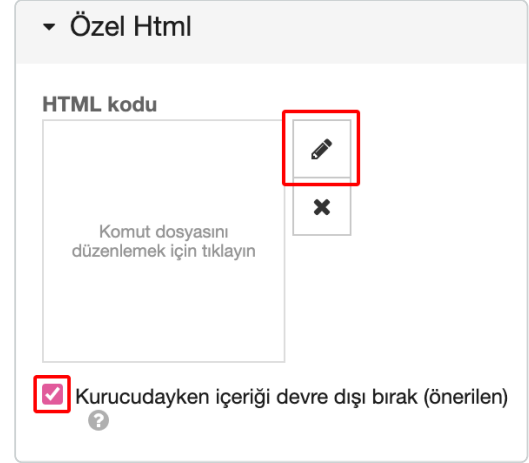 Özel Html
HTML kodu
Komut dosyasını
düzenlemek için tıklayın
Kurucudayken içeriği devre dışı bırak (önerilen)
?